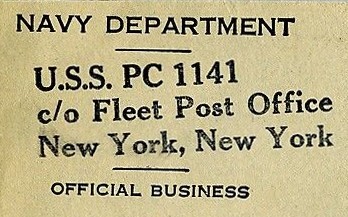 NAVY DEPARTMENT
U.S.S. PC 1141
c/o Fleet Post Office
New York, New York
OFFICIAL BUSINESS